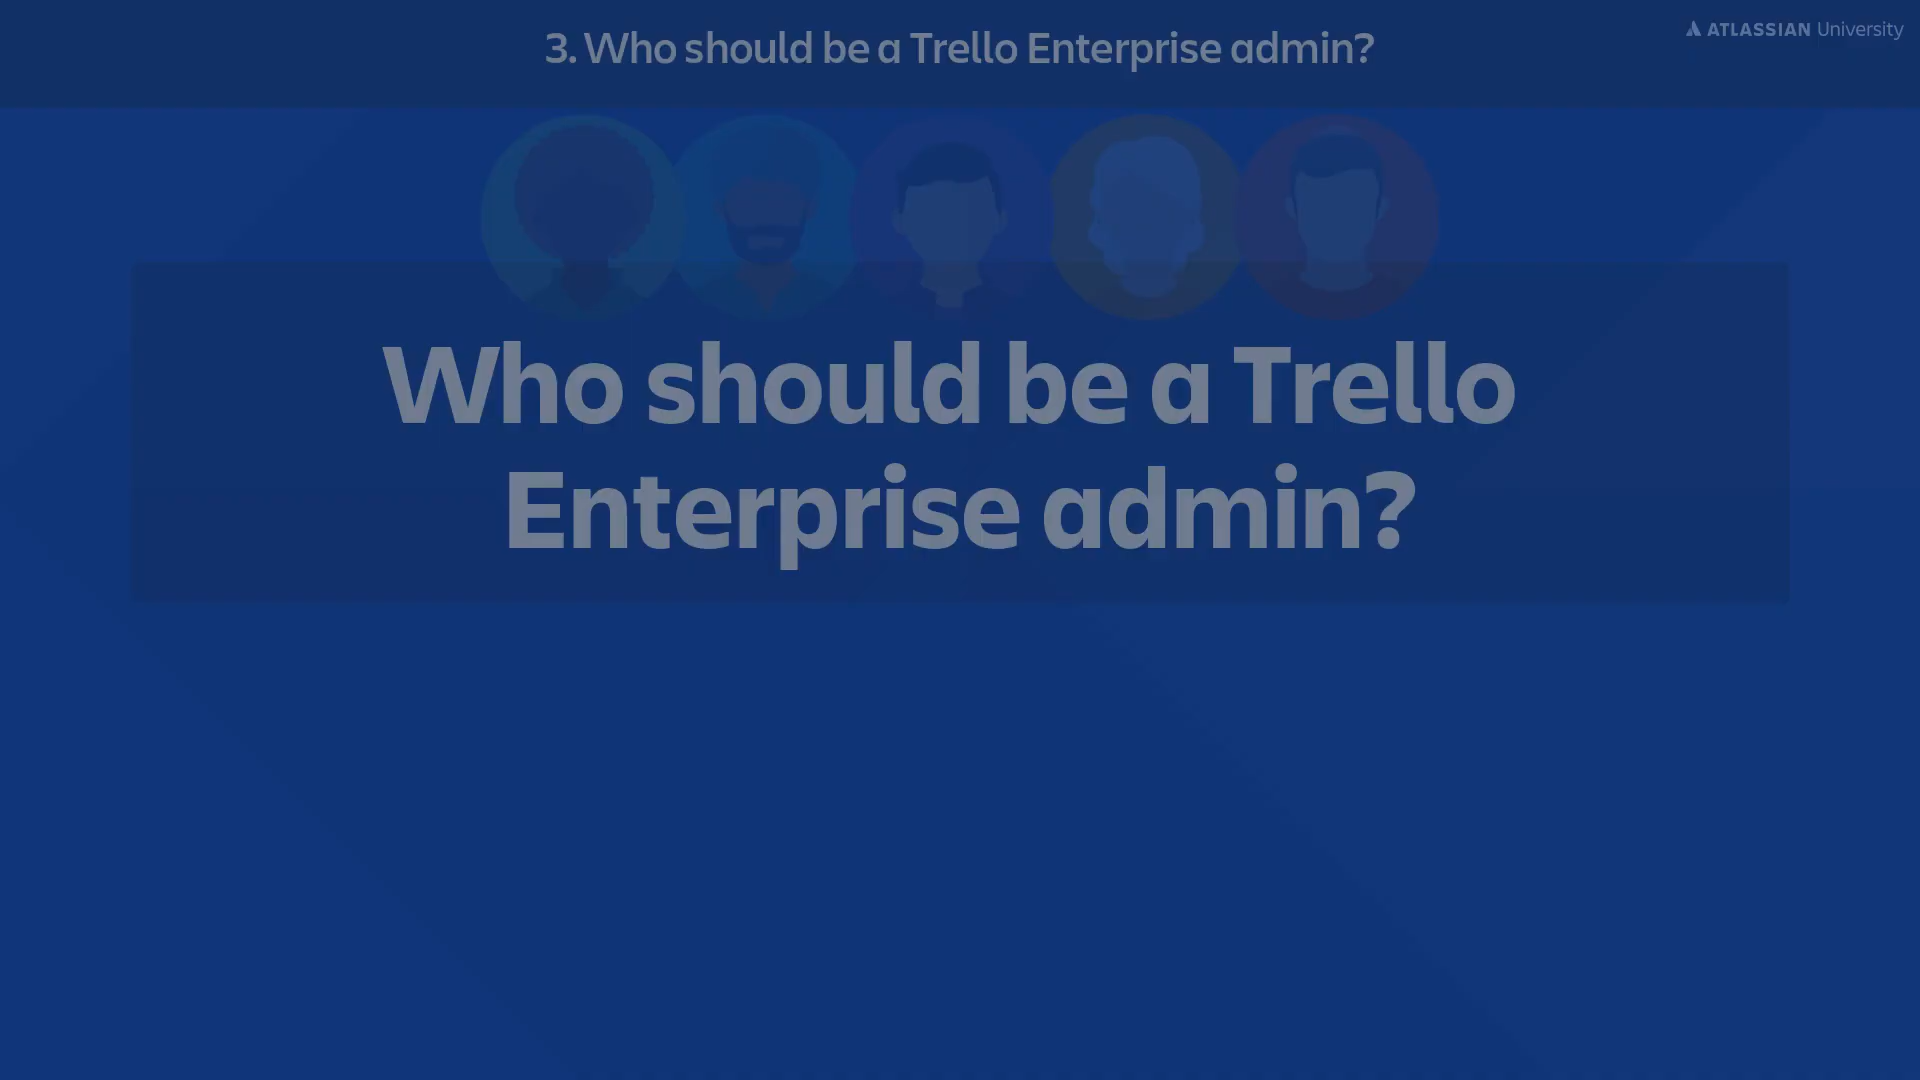 3. Who should be a Trello Enterprise admin?
ATLASSIAN University
Who should be a Trello
Enterprise admin?